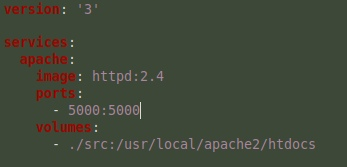 version: '3'
services:
apache:
image: httpd:2.4
ports:
- 5000:5000
volumes:
- ./src:/usr/local/apache2/htdocs